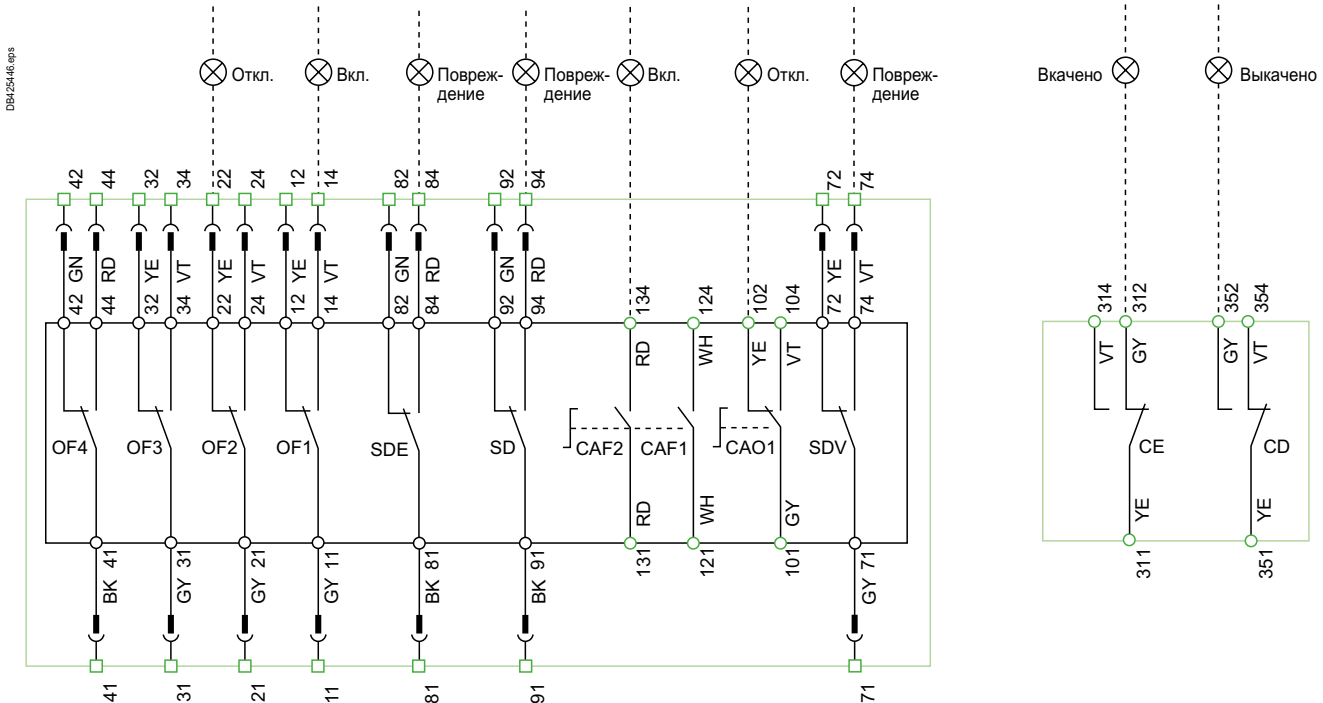 DB425446.eps
Откл.
Вкл.
Повреж-
дение
Повреж-
дение
Вкл.
Откл.
Повреж-
дение
Вкачено
Выкачено
42 44 32 34 22 24 12 14 82 84 92 94 72 74
GN RD YE VT YE VT YE VT GN RD GN RD YE VT
42 44 32 34 22 24 12 14 82 84 92 94 134 124 102 104 72 74
314 312 352 354
RD WH YE VT
VT GY GY VT
OF4 OF3 OF2 OF1 SDE SD CAF2 CAF1 CAO1 SDV
CE CD
RD WH GY
YE YE
41 31 21 11 81 91 131 121 101 71
311 351
BK GY GY GY BK BK GY
41 31 21 11 81 91 71